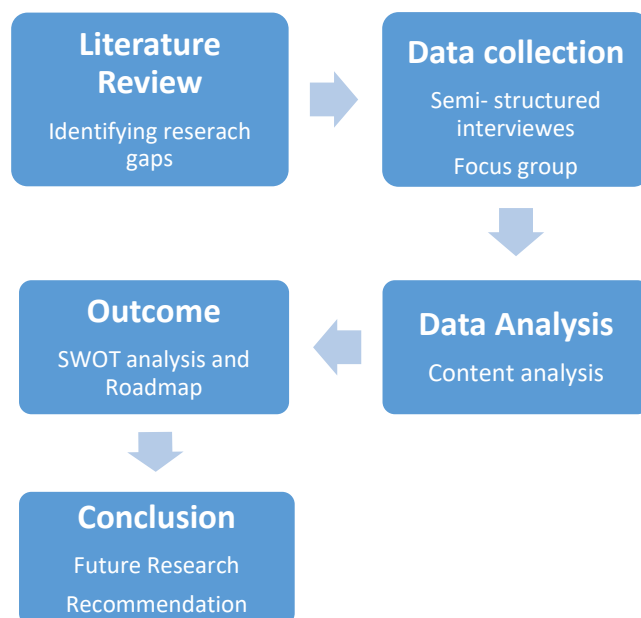 Literature
Review
Identifying reserach
gaps
Data collection
Semi- structured
interviewes
Focus group
Data Analysis
Content analysis
Outcome
SWOT analysis and
Roadmap
Conclusion
Future Research
Recommendation